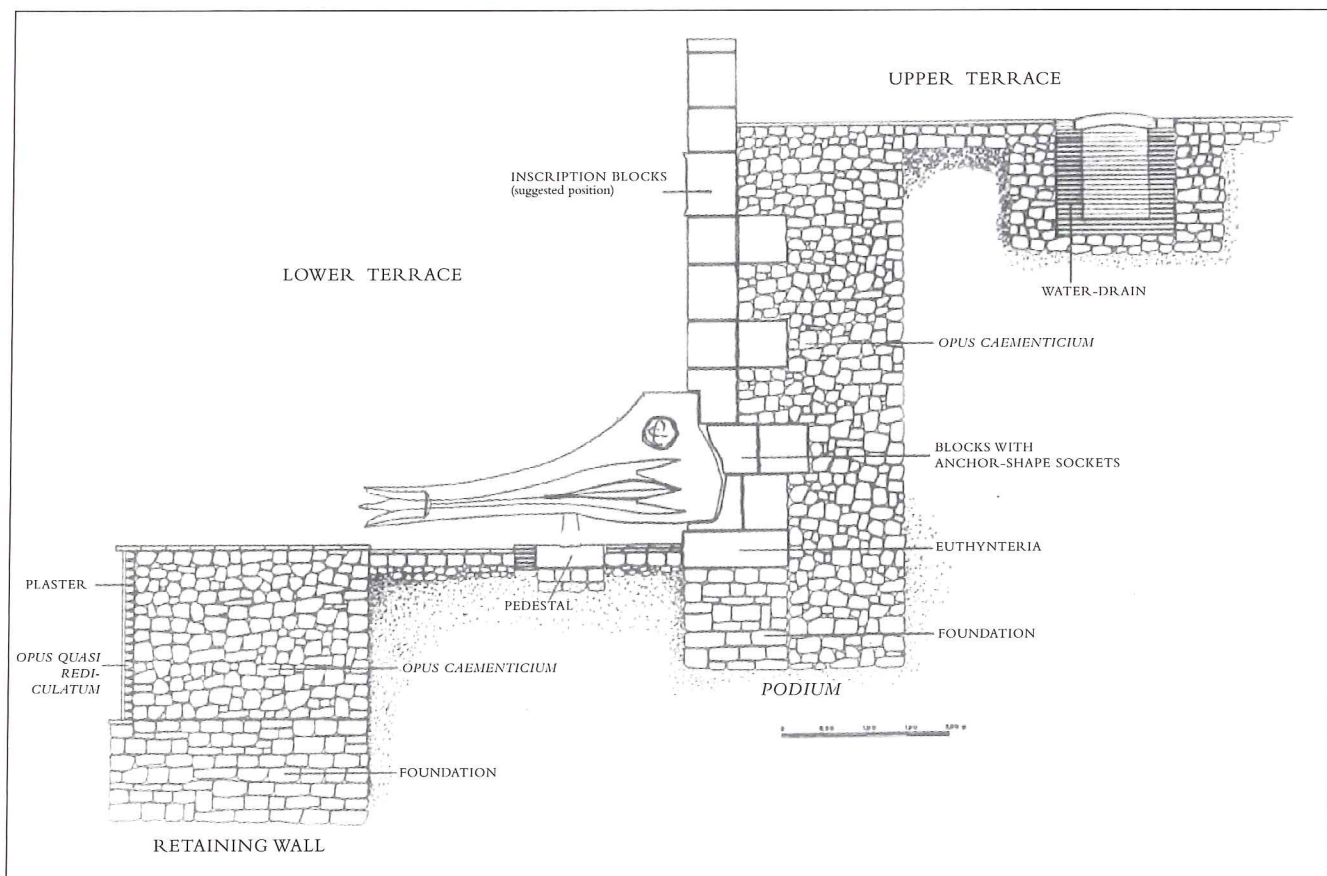 UPPER TERRACE
INSCRIPTION BLOCKS
(suggested position)
LOWER TERRACE
WATER-DRAIN
OPUS CAEMENTICIUM
BLOCKS WITH
ANCHOR-SHAPE SOCKETS
EUTHYNTERIA
PLASTER
PEDESTAL
FOUNDATION
OPUS QUASI
REDI-
CULATUM
OPUS CAEMENTICIUM
PODIUM
FOUNDATION
RETAINING WALL